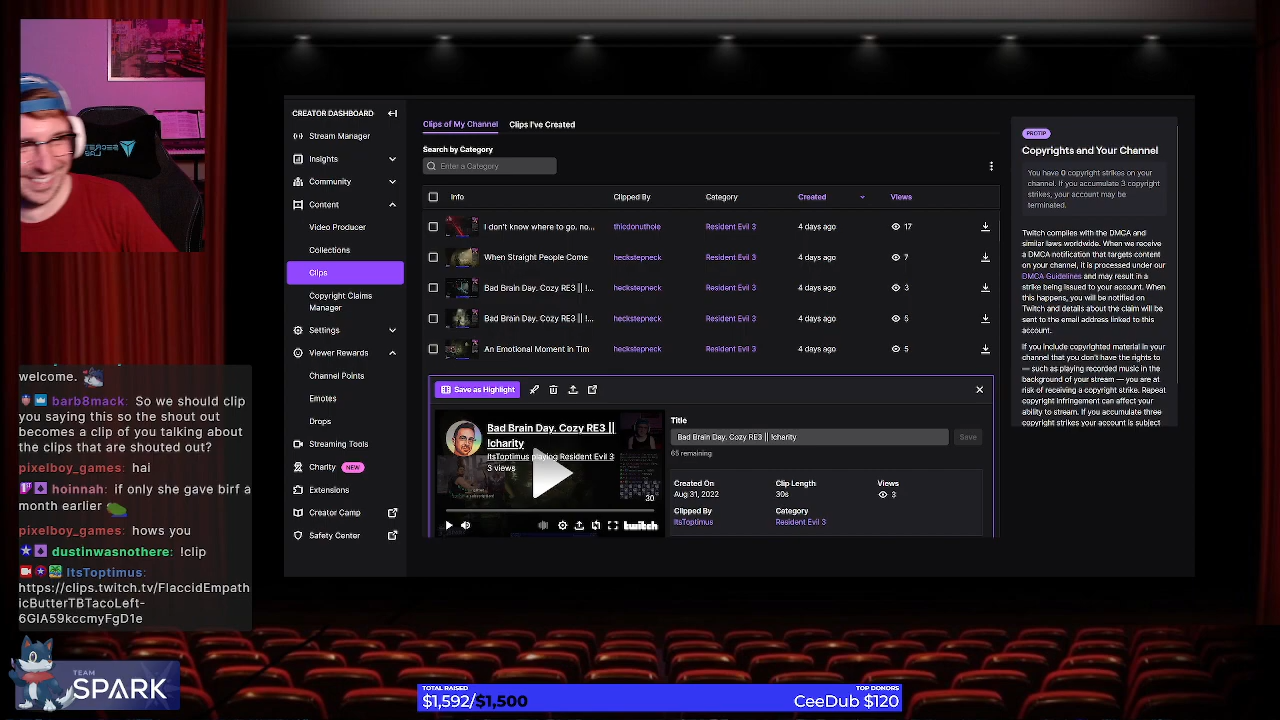 CREATOR DASHBOARD
Stream Manager
Insights
Community
Content
Video Producer
Collections
Clips
Copyright Claims
Manager
Settings
Viewer Rewards
Channel Points
Emotes
Drops
Streaming Tools
Charity NEW
Extensions
Creator Camp
Safety Center
Clips of My Channel Clips I've Created
Search by Category
Enter a Category
Info Clipped By Category Created Views
I don't know where to go, no... thicdonuthole Resident Evil 3 4 days ago 17
When Straight People Come heckstepneck Resident Evil 3 4 days ago 7
Bad Brain Day. Cozy RE3 || !... heckstepneck Resident Evil 3 4 days ago 3
Bad Brain Day. Cozy RE3 || !... heckstepneck Resident Evil 3 4 days ago 5
An Emotional Moment in Tim heckstepneck Resident Evil 3 4 days ago 5
Save as Highlight
Bad Brain Day. Cozy RE3 ||
!charity
ItsToptimus playing Resident Evil 3
3 views
30
twitch
Title
Bad Brain Day. Cozy RE3 || !charity
Save
65 remaining
Created On Clip Length Views
Aug 31, 2022 30s 3
Clipped By Category
ItsToptimus Resident Evil 3
PROTIP
Copyrights and Your Channel
You have 0 copyright strikes on your
channel. If you accumulate 3 copyright
strikes, your account may be
terminated.
Twitch complies with the DMCA and
similar laws worldwide. When we receive
a DMCA notification that targets content
on your channel, it is processed under our
DMCA Guidelines and may result in a
strike being issued to your account. When
this happens, you will be notified on
Twitch and details about the claim will be
sent to the email address linked to this
account.
If you include copyrighted material in your
channel that you don't have the rights to
— such as playing recorded music in the
background of your stream — you are at
risk of receiving a copyright strike. Repeat
copyright infringement can affect your
ability to stream. If you accumulate three
copyright strikes your account is subject
welcome.
barb8mack: So we should clip
you saying this so the shout out
becomes a clip of you talking about
the clips that are shouted out?
pixelboy_games: hai
hoinnah: if only she gave birf a
month earlier
pixelboy_games: hows you
dustinwasnothere: !clip
ItsToptimus:
https://clips.twitch.tv/FlaccidEmpath
icButterTBTacoLeft-
6GIA59kccmyFgD1e
TEAM
SPARK
TOTAL RAISED
$1,592/$1,500
TOP DONORS
CeeDub $120